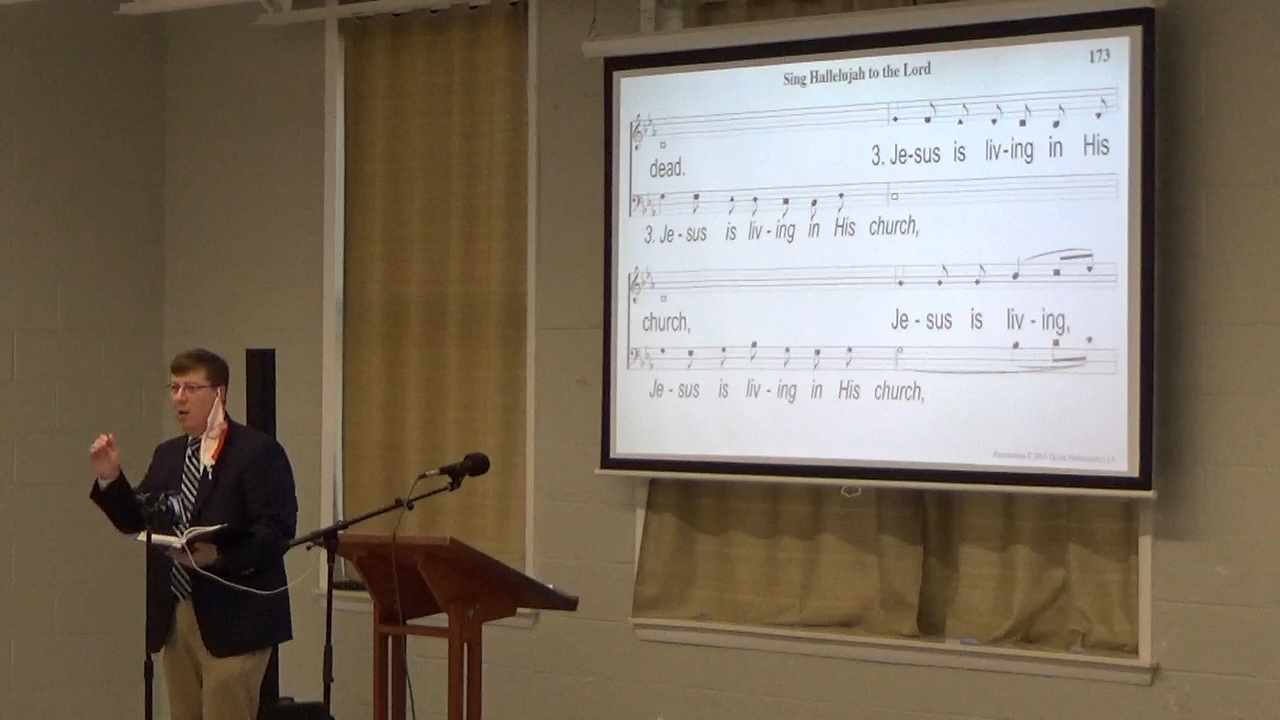 173
Sing Hallelujah to the Lord
dead. 3. Je-sus is liv-ing in His
3. Je - sus is liv - ing in His church,
church, Je - sus is liv - ing,
Je - sus is liv - ing in His church,